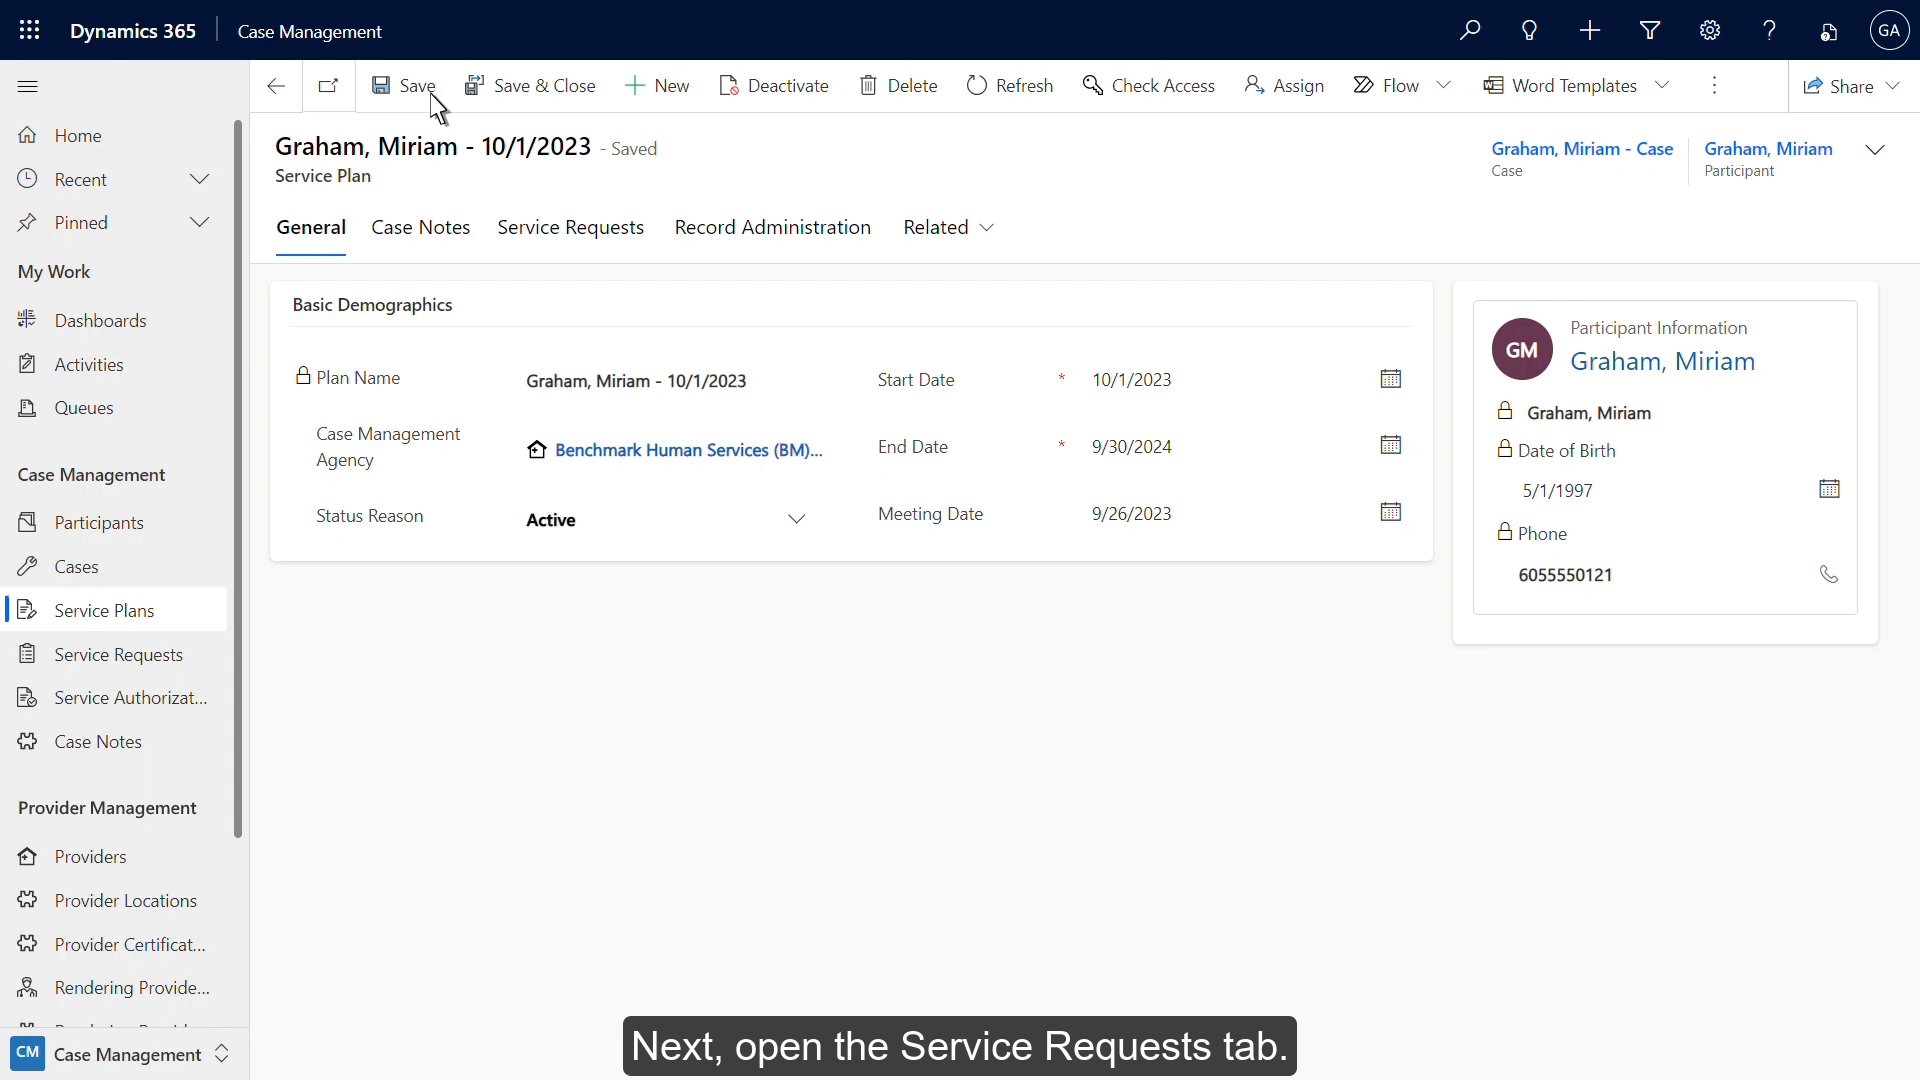 Dynamics 365
Case Management
GA
Save
Save & Close
New
Deactivate
Delete
Refresh
Check Access
Assign
Flow
Word Templates
Share
Home
Recent
Pinned
My Work
Dashboards
Activities
Queues
Case Management
Participants
Cases
Service Plans
Service Requests
Service Authorizat...
Case Notes
Provider Management
Providers
Provider Locations
Provider Certificat...
Rendering Provide...
CM Case Management
Graham, Miriam - 10/1/2023 - Saved
Service Plan
Graham, Miriam - Case
Case
Graham, Miriam
Participant
General
Case Notes
Service Requests
Record Administration
Related
Basic Demographics
Plan Name
Graham, Miriam - 10/1/2023
Start Date * 10/1/2023
Case Management
Agency
Benchmark Human Services (BM)...
End Date * 9/30/2024
Status Reason
Active
Meeting Date 9/26/2023
GM
Participant Information
Graham, Miriam
Graham, Miriam
Date of Birth
5/1/1997
Phone
6055550121
Next, open the Service Requests tab.